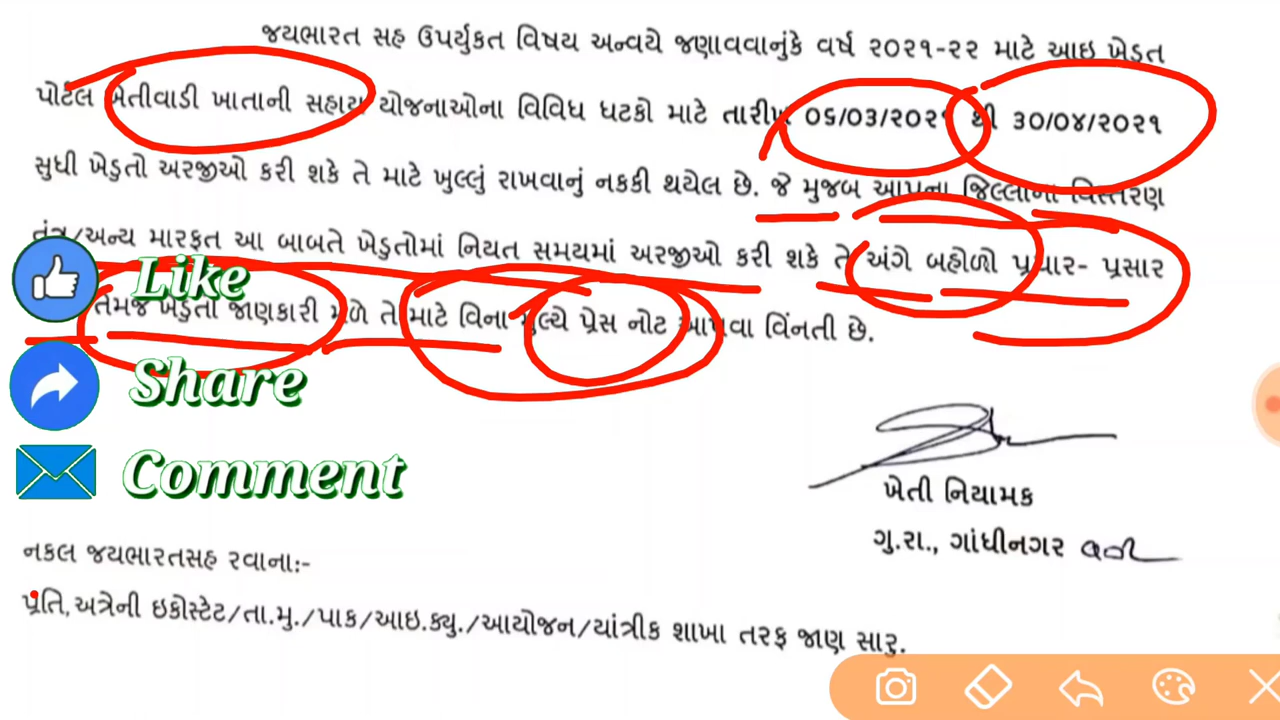 જયભારત સહ ઉપર્યુકત વિષય અન્વયે જણાવવાનુંકે વર્ષ ૨૦૨૧-૨૨ માટે આઇ ખેડુત
પોર્ટલ ખેતીવાડી ખાતાની સહાય યોજનાઓના વિવિધ ઘટકો માટે તારીખ ૦૬/૦૩/૨૦૨૧ થી ૩૦/૦૪/૨૦૨૧
સુધી ખેડુતો અરજીઓ કરી શકે તે માટે ખુલ્લું રાખવાનું નકકી થયેલ છે. જે મુજબ આપના જિલ્લાના વિસ્તરણ
તંત્ર/અન્ય મારફત આ બાબતે ખેડુતોમાં નિયત સમયમાં અરજીઓ કરી શકે તે અંગે બહોળો પ્રચાર- પ્રસાર
તેમજ ખેડુતો જાણકારી મળે તે માટે વિના મુલ્યે પ્રેસ નોટ આપવા વિંનતી છે.
Like
Share
Comment
ખેતી નિયામક
ગુ.રા., ગાંધીનગર
નકલ જયભારતસહ રવાના:-
પ્રતિ,અત્રેની ઇકોસ્ટેટ/તા.મુ./પાક/આઇ.ક્યુ./આયોજન/યાંત્રીક શાખા તરફ જાણ સારુ.